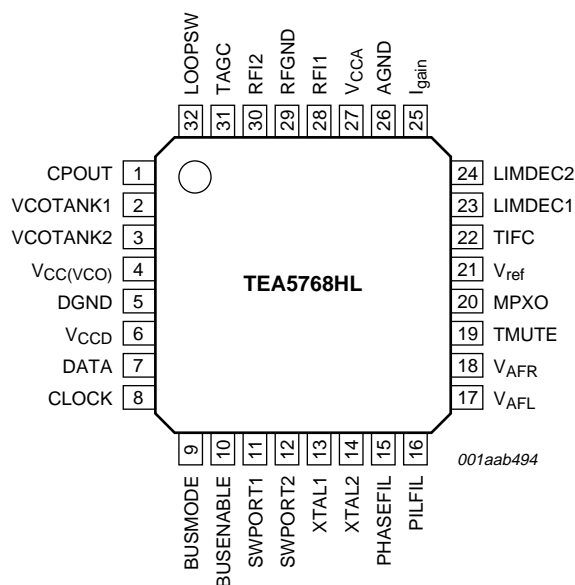 LOOPSW
TAGC
RFI2
RFGND
RFI1
VCCA
AGND
Igain
32
31
30
29
28
27
26
25
CPOUT 1
VCOTANK1 2
VCOTANK2 3
VCC(VCO) 4
DGND 5
VCCD 6
DATA 7
CLOCK 8
TEA5768HL
24 LIMDEC2
23 LIMDEC1
22 TIFC
21 Vref
20 MPXO
19 TMUTE
18 VAFR
17 VAFL
9
10
11
12
13
14
15
16
BUSMODE
BUSENABLE
SWPORT1
SWPORT2
XTAL1
XTAL2
PHASEFIL
PILFIL
001aab494